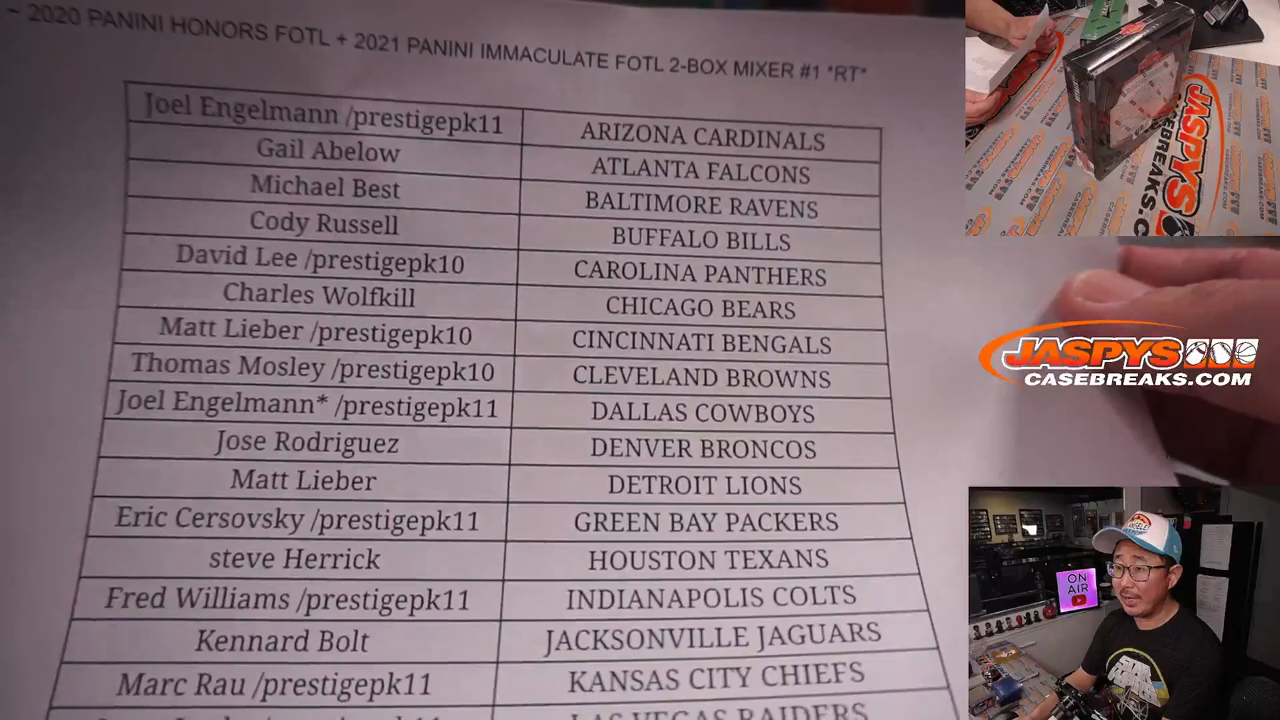 ~ 2020 PANINI HONORS FOTL + 2021 PANINI IMMACULATE FOTL 2-BOX MIXER #1 *RT*
Joel Engelmann /prestigepk11 ARIZONA CARDINALS
Gail Abelow ATLANTA FALCONS
Michael Best BALTIMORE RAVENS
Cody Russell BUFFALO BILLS
David Lee /prestigepk10 CAROLINA PANTHERS
Charles Wolfkill CHICAGO BEARS
Matt Lieber /prestigepk10 CINCINNATI BENGALS
Thomas Mosley /prestigepk10 CLEVELAND BROWNS
Joel Engelmann* /prestigepk11 DALLAS COWBOYS
Jose Rodriguez DENVER BRONCOS
Matt Lieber DETROIT LIONS
Eric Cersovsky /prestigepk11 GREEN BAY PACKERS
steve Herrick HOUSTON TEXANS
Fred Williams /prestigepk11 INDIANAPOLIS COLTS
Kennard Bolt JACKSONVILLE JAGUARS
Marc Rau /prestigepk11 KANSAS CITY CHIEFS
LAS VEGAS RAIDERS
JASPYS
JASPYS
CASEBREAKS.COM
ON
AIR